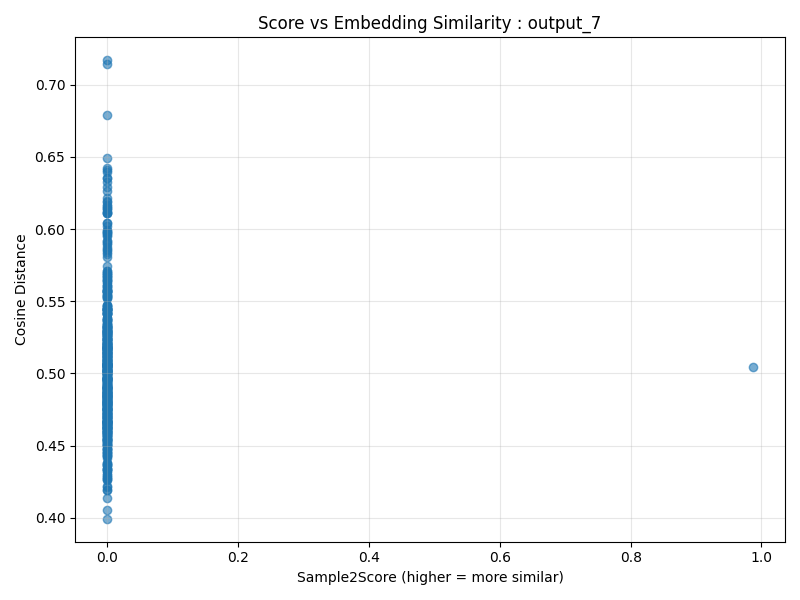 Score vs Embedding Similarity : output_7
Cosine Distance
0.70
0.65
0.60
0.55
0.50
0.45
0.40
0.0 0.2 0.4 0.6 0.8 1.0
Sample2Score (higher = more similar)